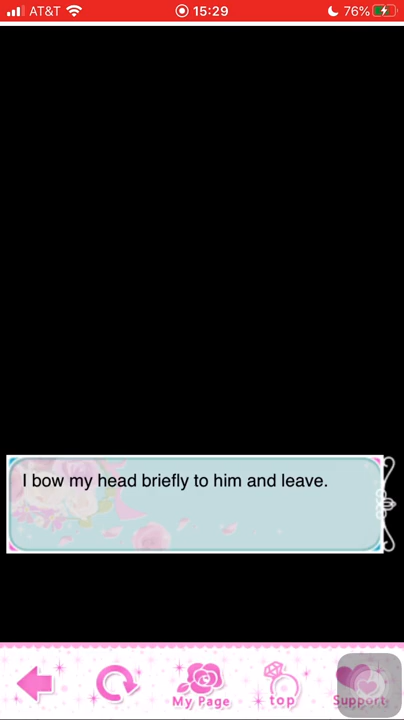 AT&T 15:29 76%
I bow my head briefly to him and leave.
My Page top Support